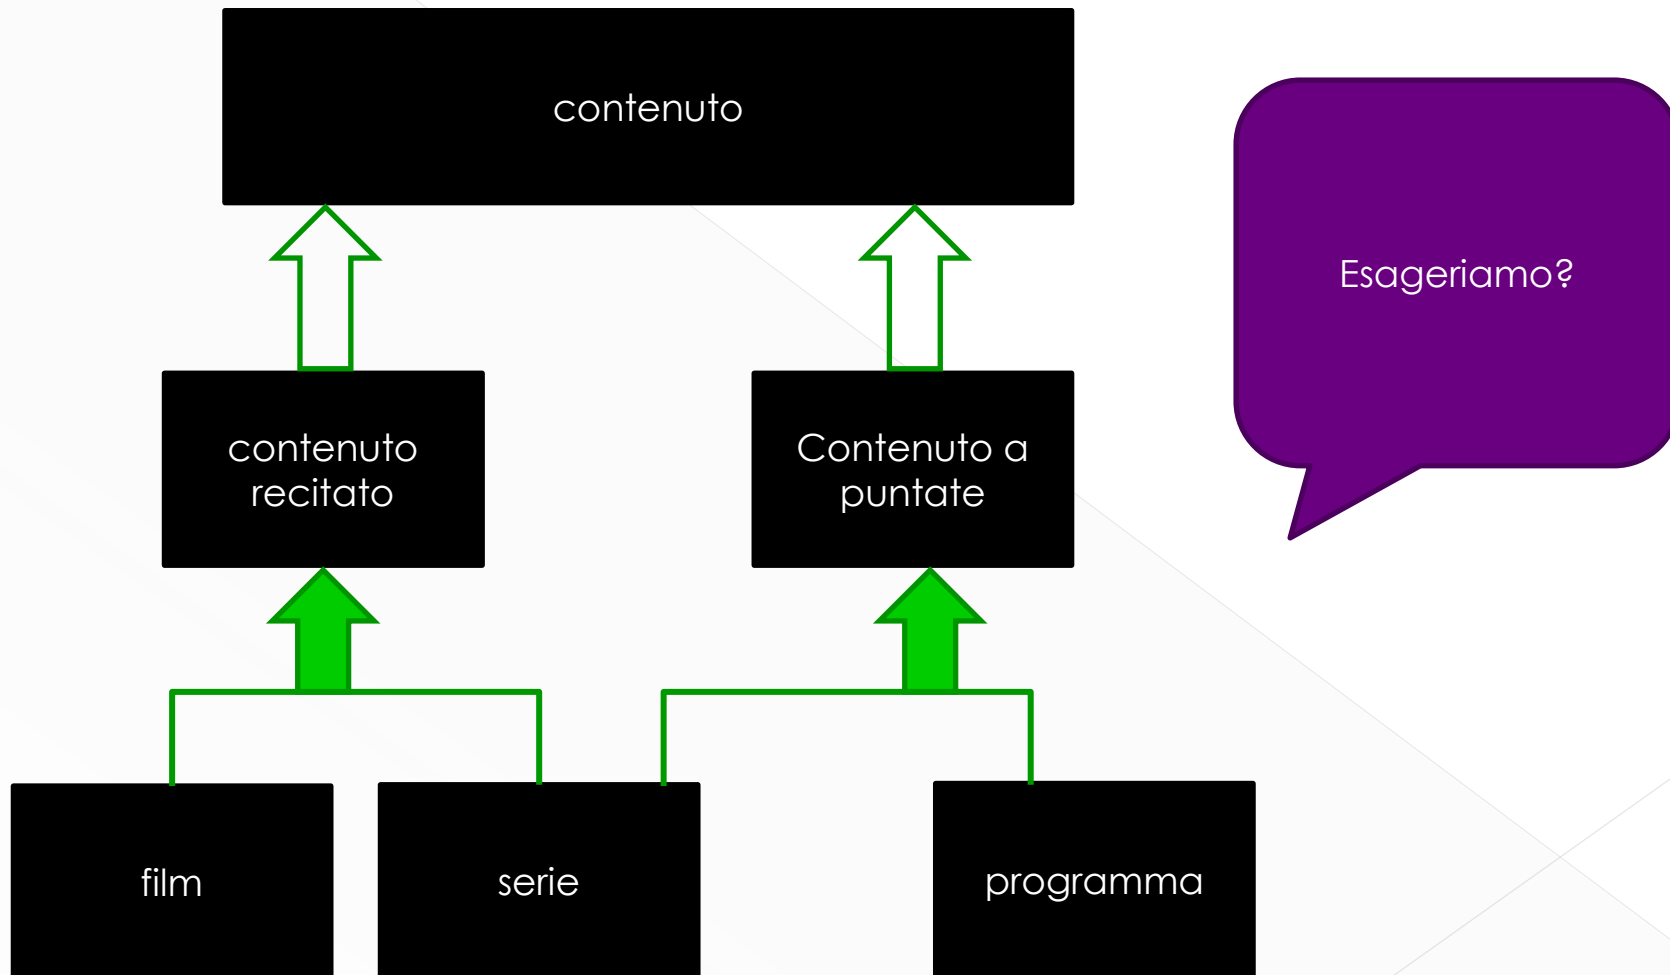 contenuto
Esageriamo?
contenuto
recitato
Contenuto a
puntate
film
serie
programma